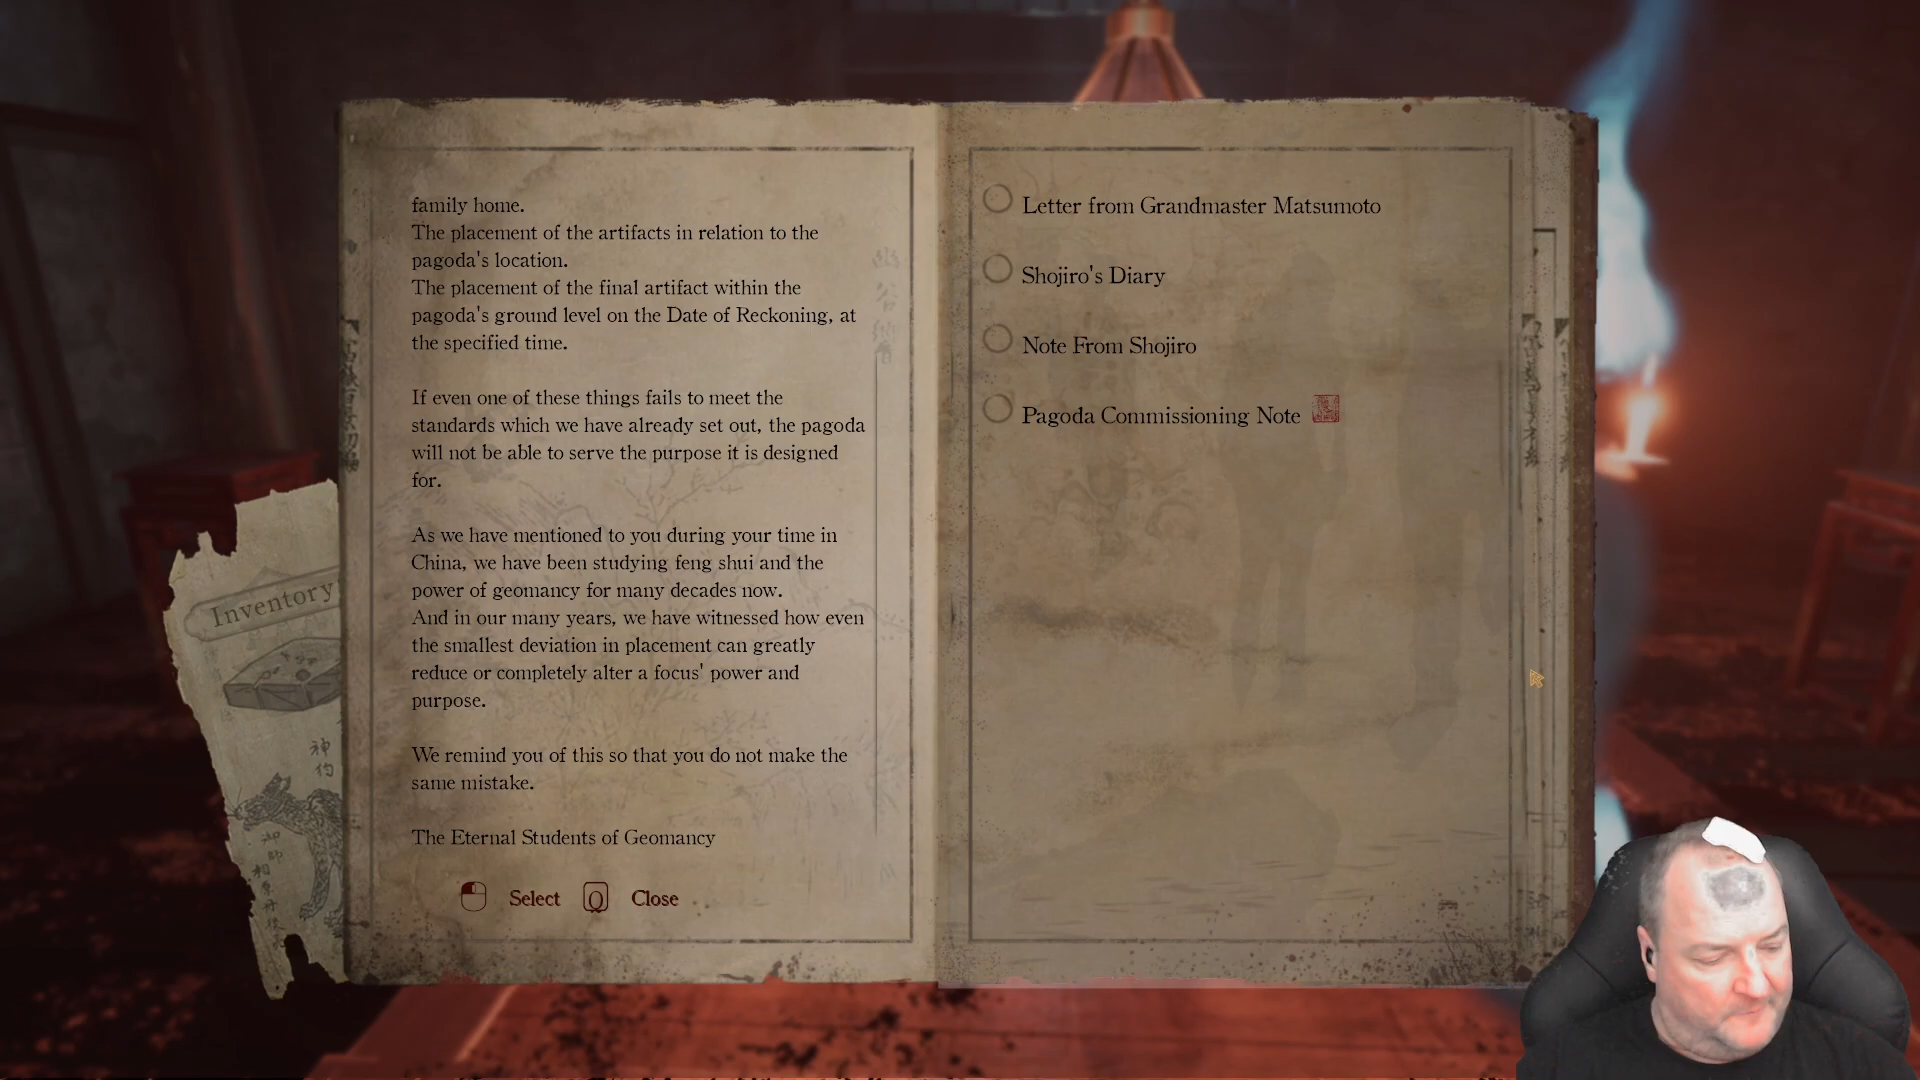 family home.
The placement of the artifacts in relation to the
pagoda's location.
The placement of the final artifact within the
pagoda's ground level on the Date of Reckoning, at
the specified time.
If even one of these things fails to meet the
standards which we have already set out, the pagoda
will not be able to serve the purpose it is designed
for.
As we have mentioned to you during your time in
China, we have been studying feng shui and the
power of geomancy for many decades now.
And in our many years, we have witnessed how even
the smallest deviation in placement can greatly
reduce or completely alter a focus' power and
purpose.
We remind you of this so that you do not make the
same mistake.
The Eternal Students of Geomancy
Select Q Close
Letter from Grandmaster Matsumoto
Shojiro's Diary
Note From Shojiro
Pagoda Commissioning Note
Inventory